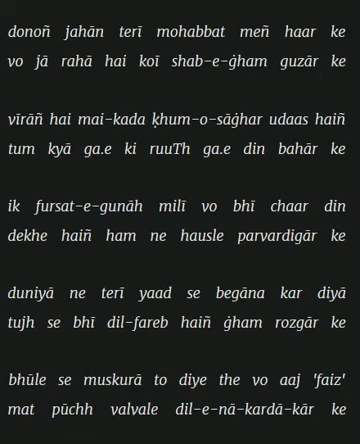 donoñ jahān terī mohabbat meñ haar ke
vo jā rahā hai koī shab-e-ġham guzār ke
vīrāñ hai mai-kada ḳhum-o-sāġhar udaas haiñ
tum kyā ga.e ki ruuTh ga.e din bahār ke
ik fursat-e-gunāh milī vo bhī chaar din
dekhe haiñ ham ne hausle parvardigār ke
duniyā ne terī yaad se begāna kar diyā
tujh se bhī dil-fareb haiñ ġham rozgār ke
bhūle se muskurā to diye the vo aaj 'faiz'
mat pūchh valvale dil-e-nā-kardā-kār ke